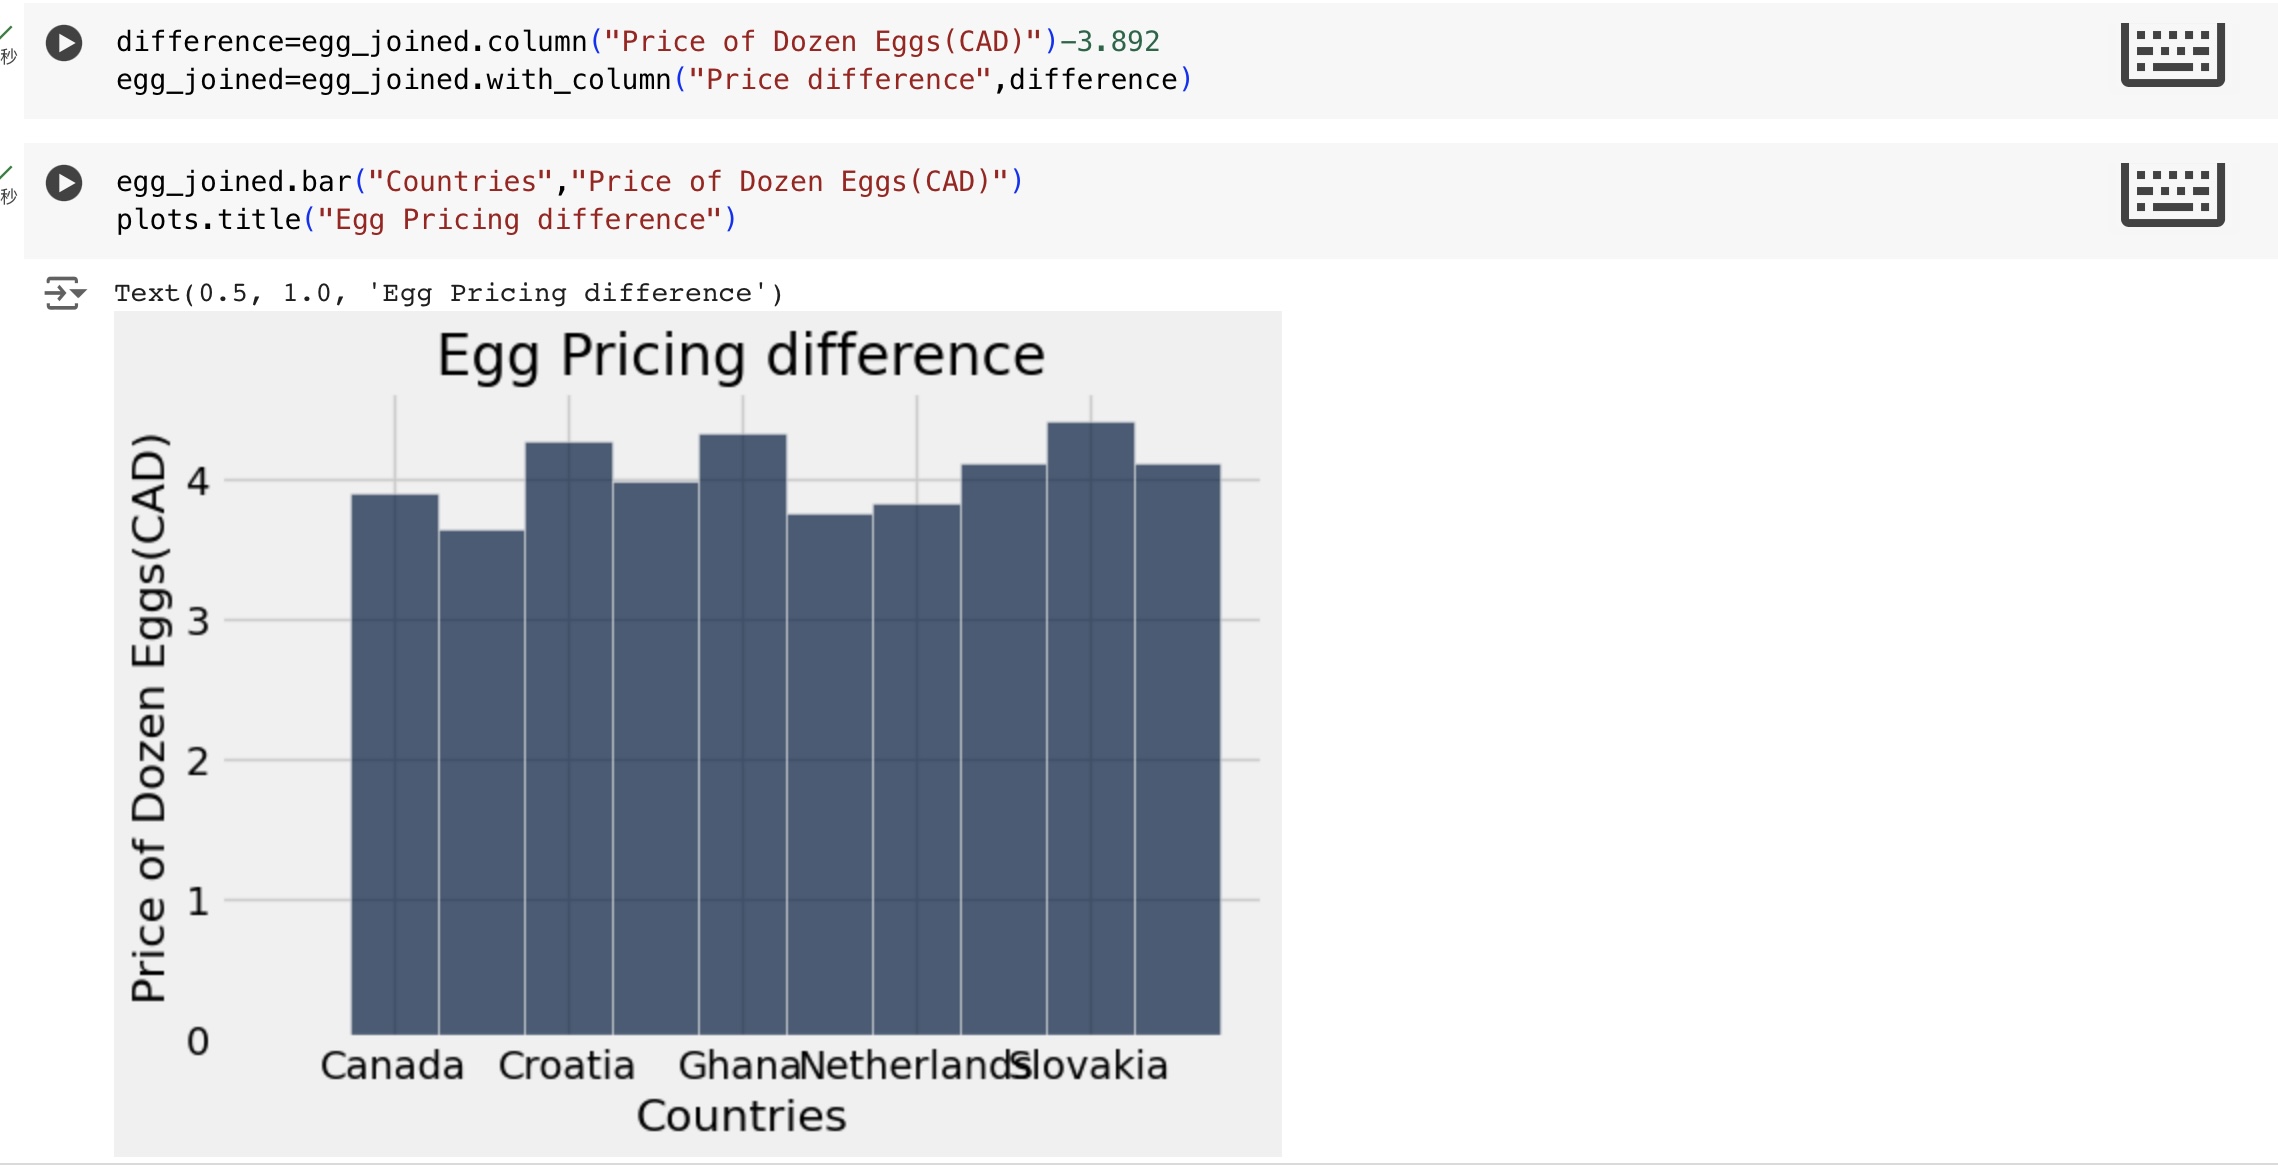 difference=egg_joined.column("Price of Dozen Eggs(CAD)")-3.892
秒
egg_joined=egg_joined.with_column("Price difference",difference)
egg_joined.bar("Countries","Price of Dozen Eggs(CAD)")
秒
plots.title("Egg Pricing difference")
Text(0.5, 1.0, 'Egg Pricing difference')
Egg Pricing difference
Price of Dozen Eggs(CAD)
4
3
2
1
0
Canada Croatia Ghana Netherlands Slovakia
Countries